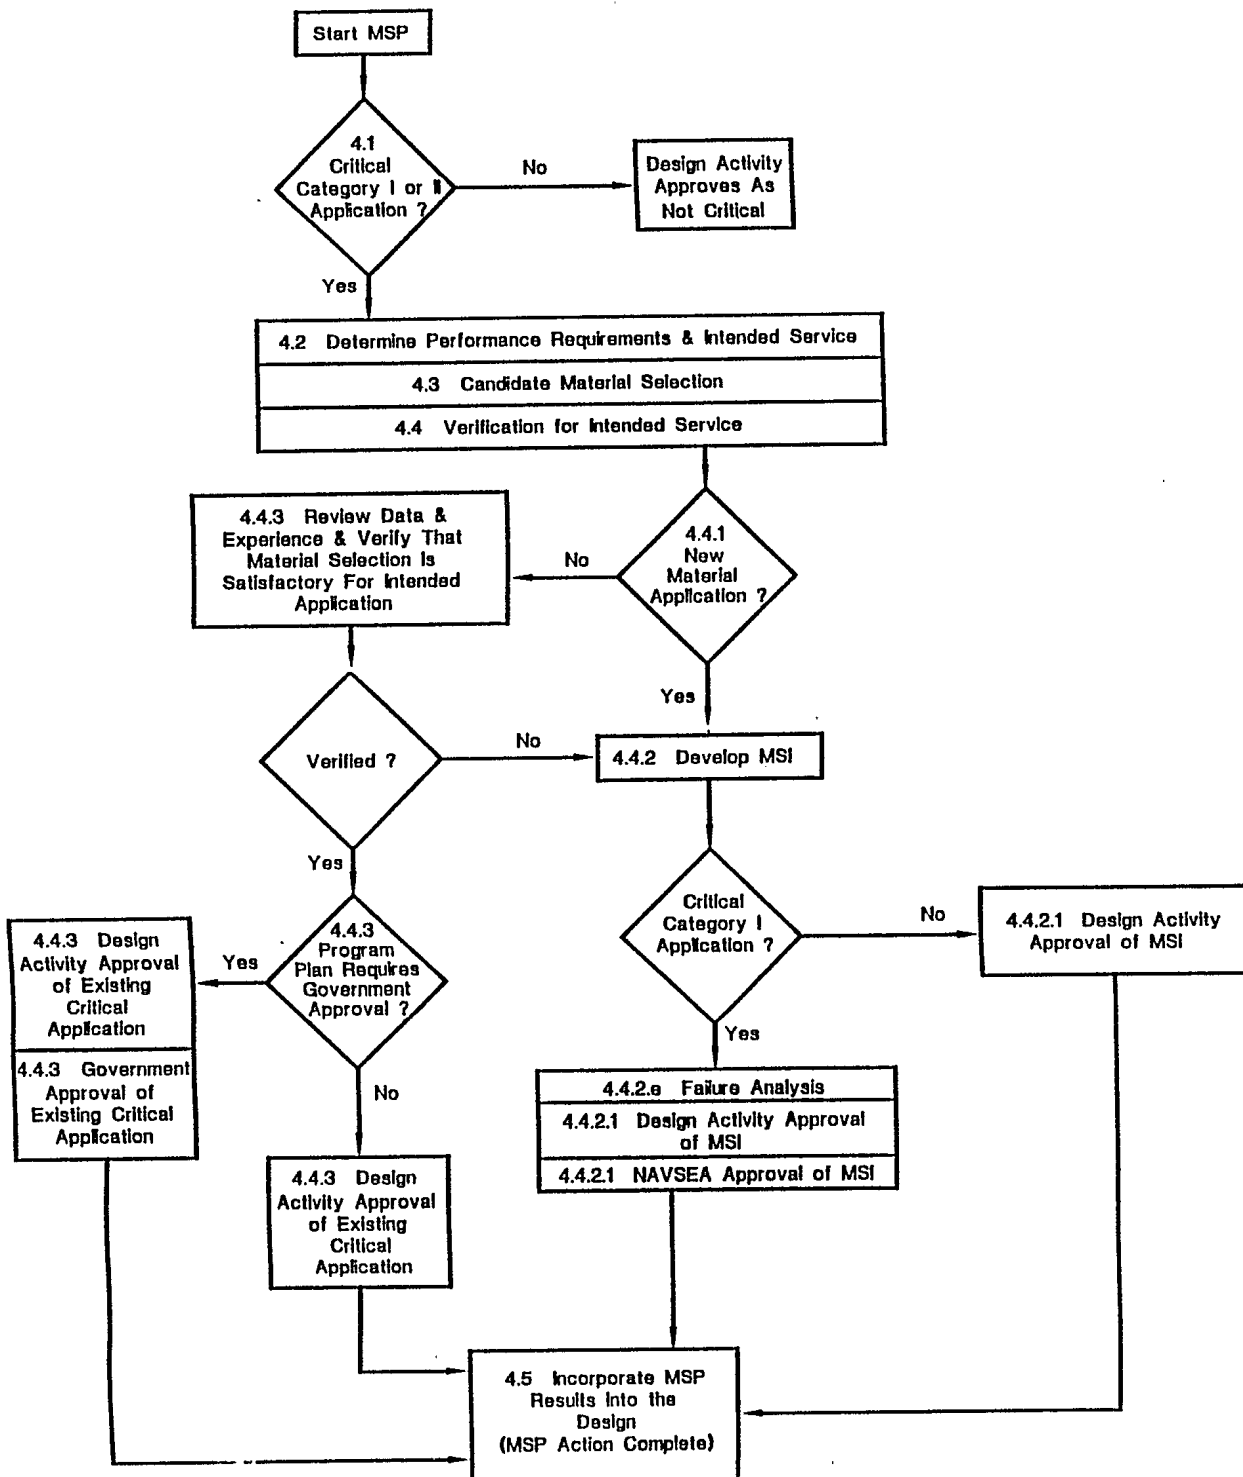 Start MSP
4.1
Critical
Category I or II
Application ?
No
Design Activity
Approves As
Not Critical
Yes
4.2 Determine Performance Requirements & Intended Service
4.3 Candidate Material Selection
4.4 Verification for Intended Service
4.4.3 Review Data &
Experience & Verify That
Material Selection Is
Satisfactory For Intended
Application
No
4.4.1
New
Material
Application ?
Yes
Verified ?
No
4.4.2 Develop MSI
Yes
Critical
Category I
Application ?
No
4.4.2.1 Design Activity
Approval of MSI
4.4.3 Design
Activity Approval
of Existing
Critical
Application
Yes
4.4.3
Program
Plan Requires
Government
Approval ?
Yes
4.4.3 Government
Approval of
Existing Critical
Application
No
4.4.2.e Failure Analysis
4.4.2.1 Design Activity Approval
of MSI
4.4.2.1 NAVSEA Approval of MSI
4.4.3 Design
Activity Approval
of Existing
Critical
Application
4.5 Incorporate MSP
Results Into the
Design
(MSP Action Complete)